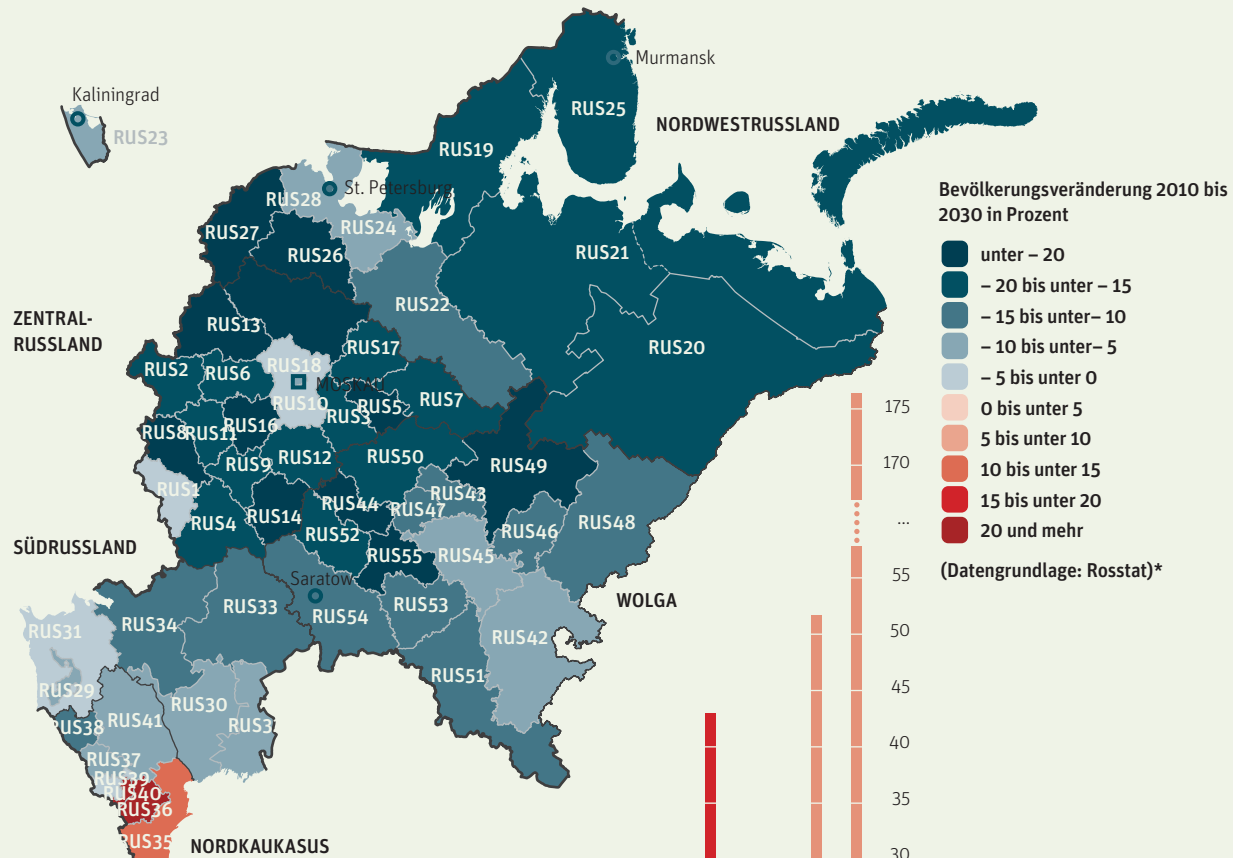 Murmansk
Kaliningrad
RUS25
NORDWESTRUSSLAND
RUS23
RUS19
St. Petersburg
RUS28
RUS24
RUS27
RUS26
RUS21
RUS22
Bevölkerungsveränderung 2010 bis
2030 in Prozent
unter – 20
– 20 bis unter – 15
– 15 bis unter– 10
– 10 bis unter– 5
– 5 bis unter 0
0 bis unter 5
5 bis unter 10
10 bis unter 15
15 bis unter 20
20 und mehr
(Datengrundlage: Rosstat)*
ZENTRAL-
RUSSLAND
RUS13
RUS17
RUS20
RUS2
RUS6
RUS18
MOSKAU
RUS10
RUS3
RUS5
RUS7
RUS8
RUS11
RUS16
RUS9
RUS12
RUS50
RUS49
RUS1
RUS4
RUS14
RUS44
RUS43
RUS47
RUS52
RUS46
RUS48
RUS55
RUS45
SÜDRUSSLAND
Saratow
RUS33
RUS54
RUS53
WOLGA
RUS34
RUS31
RUS42
RUS29
RUS51
RUS30
RUS41
RUS3
RUS38
RUS37
RUS39
RUS40
RUS36
RUS35
NORDKAUKASUS
175
170
...
55
50
45
40
35
30